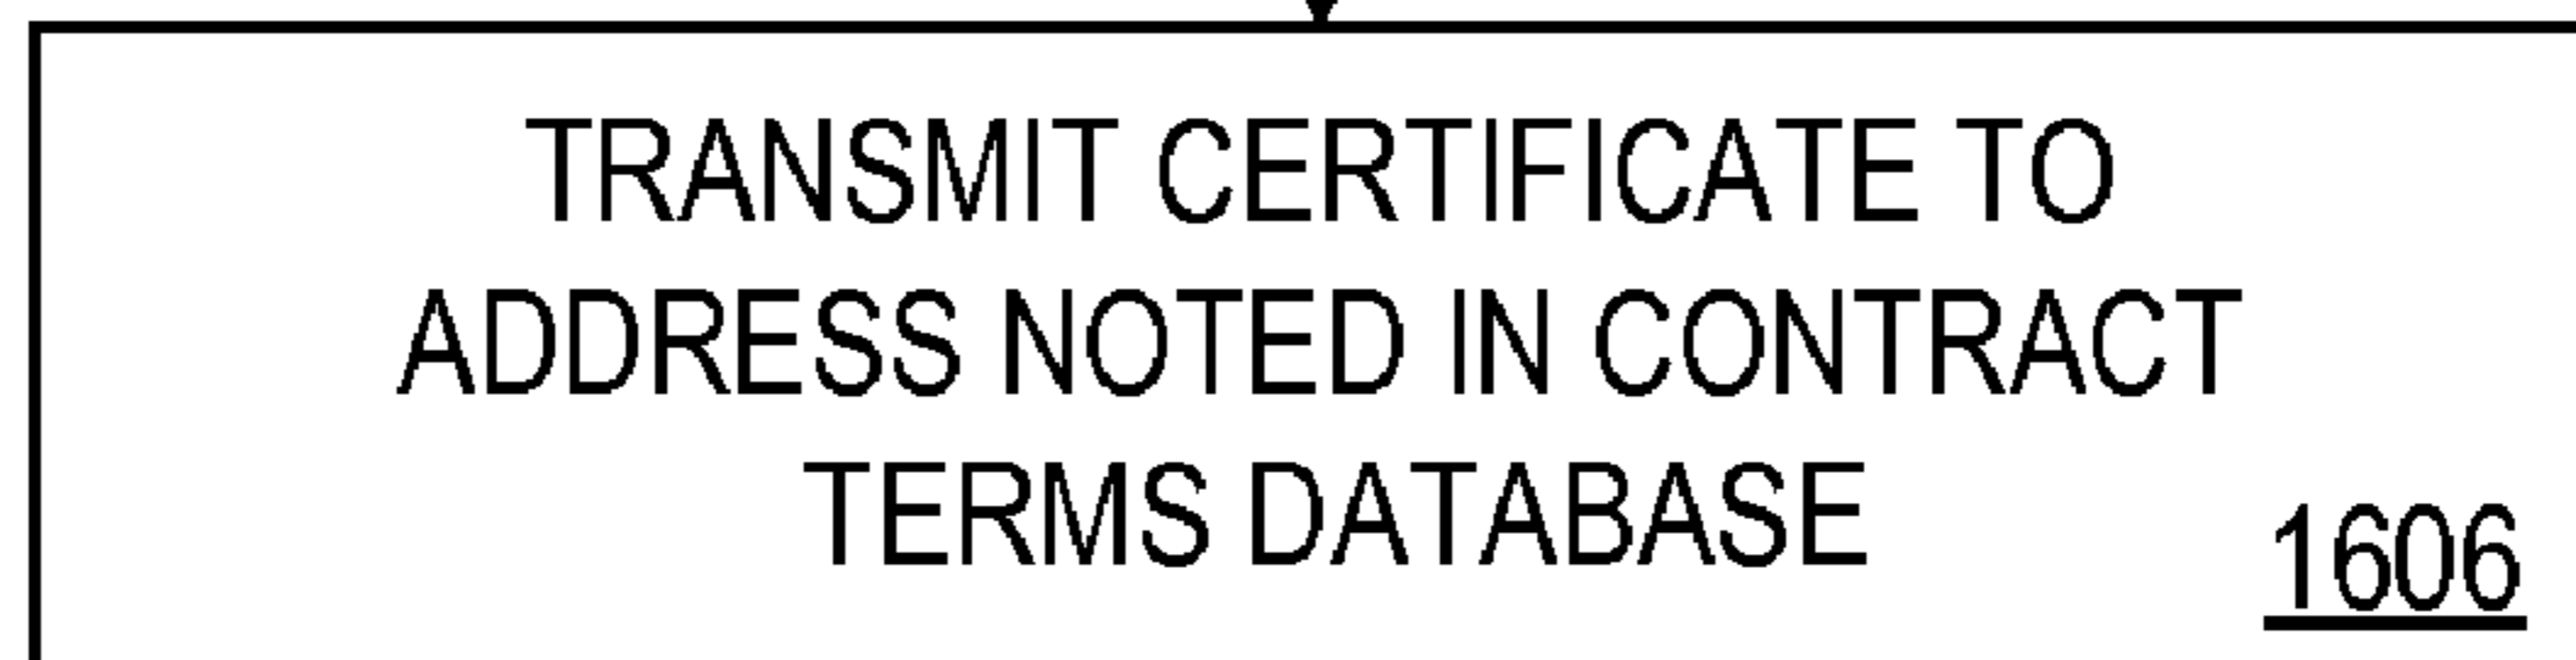 TRANSMIT CERTIFICATE TO
ADDRESS NOTED IN CONTRACT
TERMS DATABASE
1606